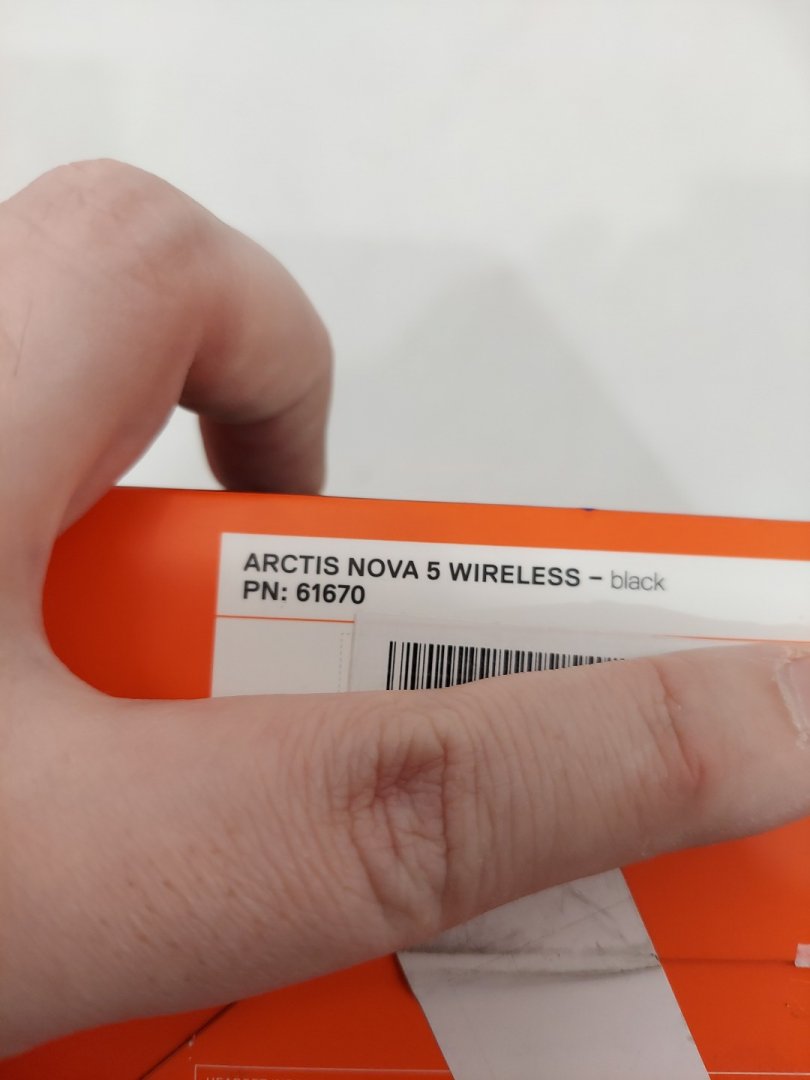 ARCTIS NOVA 5 WIRELESS – black
PN: 61670